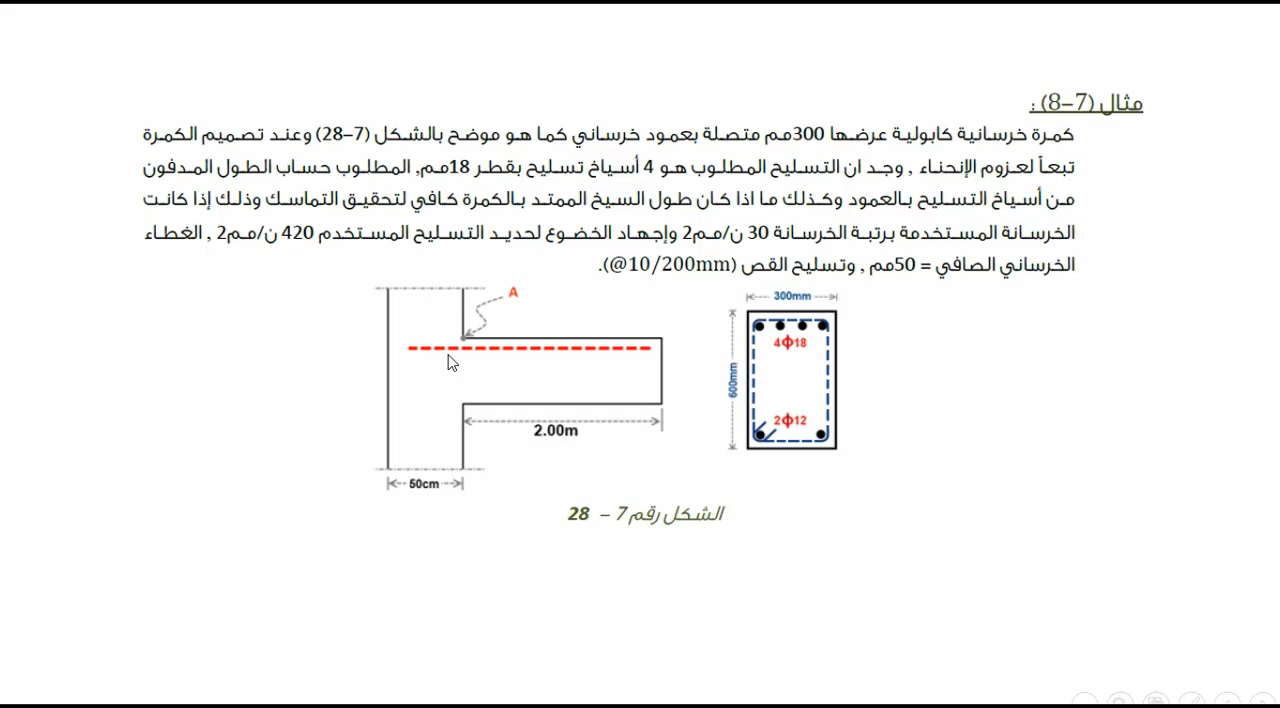 مثال (7-8) :
كمرة خرسانية كابولية عرضها 300مم متصلة بعمود خرساني كما هو موضح بالشكل (7-28) وعند تصميم الكمرة
تبعاً لعزوم الإنحناء , وجد ان التسليح المطلوب هو 4 أسياخ تسليح بقطر 18مم, المطلوب حساب الطول المدفون
من أسياخ التسليح بالعمود وكذلك ما اذا كان طول السيخ الممتد بالكمرة كافي لتحقيق التماسك وذلك إذا كانت
الخرسانة المستخدمة برتبة الخرسانة 30 ن/مم2 وإجهاد الخضوع لحديد التسليح المستخدم 420 ن/مم2 , الغطاء
الخرساني الصافي = 50مم , وتسليح القص (@10/200mm).
A
2.00m
50cm
300mm
600mm
4ϕ18
2ϕ12
الشكل رقم 7 – 28